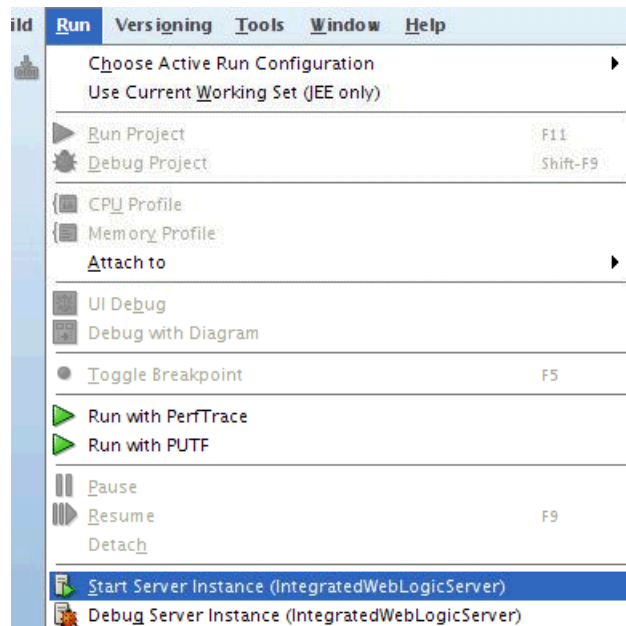 ild Run Versioning Tools Window Help
Choose Active Run Configuration
Use Current Working Set (JEE only)
Run Project F11
Debug Project Shift-F9
CPU Profile
Memory Profile
Attach to
UI Debug
Debug with Diagram
Toggle Breakpoint F5
Run with PerfTrace
Run with PUTF
Pause
Resume F9
Detach
Start Server Instance (IntegratedWebLogicServer)
Debug Server Instance (IntegratedWebLogicServer)